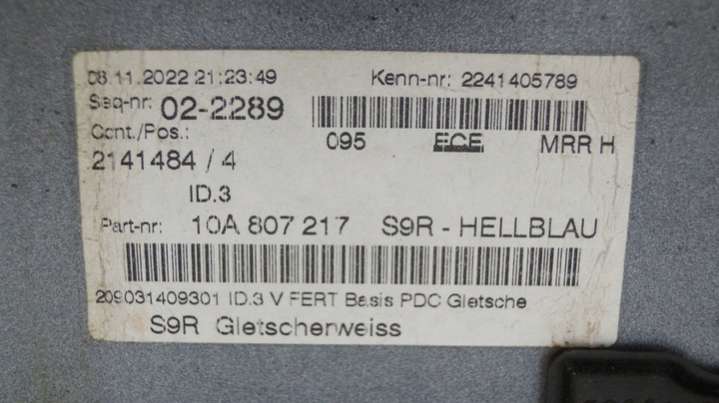 08.11.2022 21:23:49 Kenn-nr: 2241405789
Seq-nr: 02-2289
095 ECE MRR H
Cont./Pos.:
2141484 / 4
ID.3
Part-nr: 10A 807 217 S9R - HELLBLAU
209031409301 ID.3 V FERT Basis PDC Gletsche
S9R Gletscherweiss